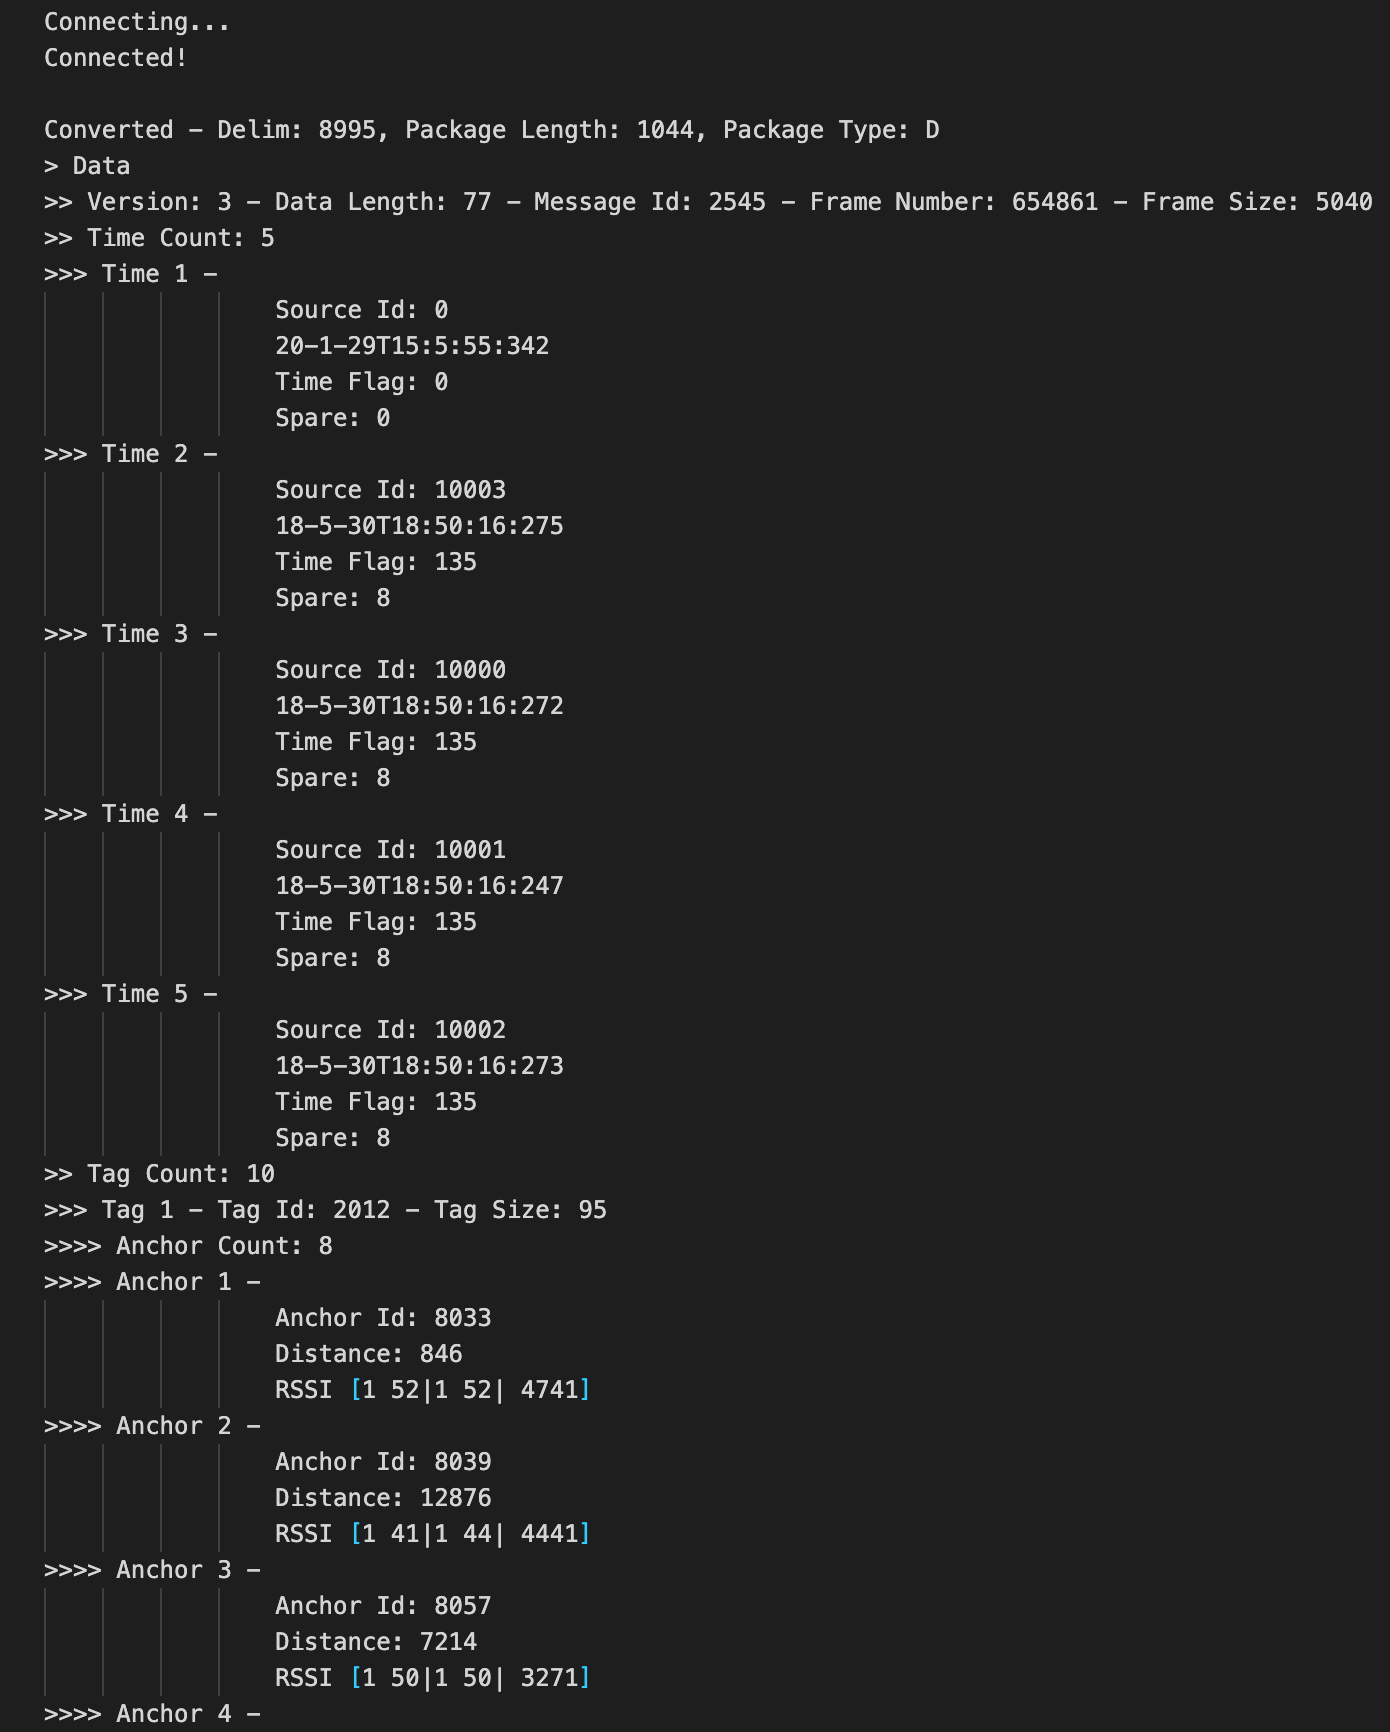 Connecting...
Connected!
Converted - Delim: 8995, Package Length: 1044, Package Type: D
> Data
>> Version: 3 - Data Length: 77 - Message Id: 2545 - Frame Number: 654861 - Frame Size: 5040
>> Time Count: 5
>>> Time 1 -
Source Id: 0
20-1-29T15:5:55:342
Time Flag: 0
Spare: 0
>>> Time 2 -
Source Id: 10003
18-5-30T18:50:16:275
Time Flag: 135
Spare: 8
>>> Time 3 -
Source Id: 10000
18-5-30T18:50:16:272
Time Flag: 135
Spare: 8
>>> Time 4 -
Source Id: 10001
18-5-30T18:50:16:247
Time Flag: 135
Spare: 8
>>> Time 5 -
Source Id: 10002
18-5-30T18:50:16:273
Time Flag: 135
Spare: 8
>> Tag Count: 10
>>> Tag 1 - Tag Id: 2012 - Tag Size: 95
>>>> Anchor Count: 8
>>>> Anchor 1 -
Anchor Id: 8033
Distance: 846
RSSI [1 52|1 52| 4741]
>>>> Anchor 2 -
Anchor Id: 8039
Distance: 12876
RSSI [1 41|1 44| 4441]
>>>> Anchor 3 -
Anchor Id: 8057
Distance: 7214
RSSI [1 50|1 50| 3271]
>>>> Anchor 4 -